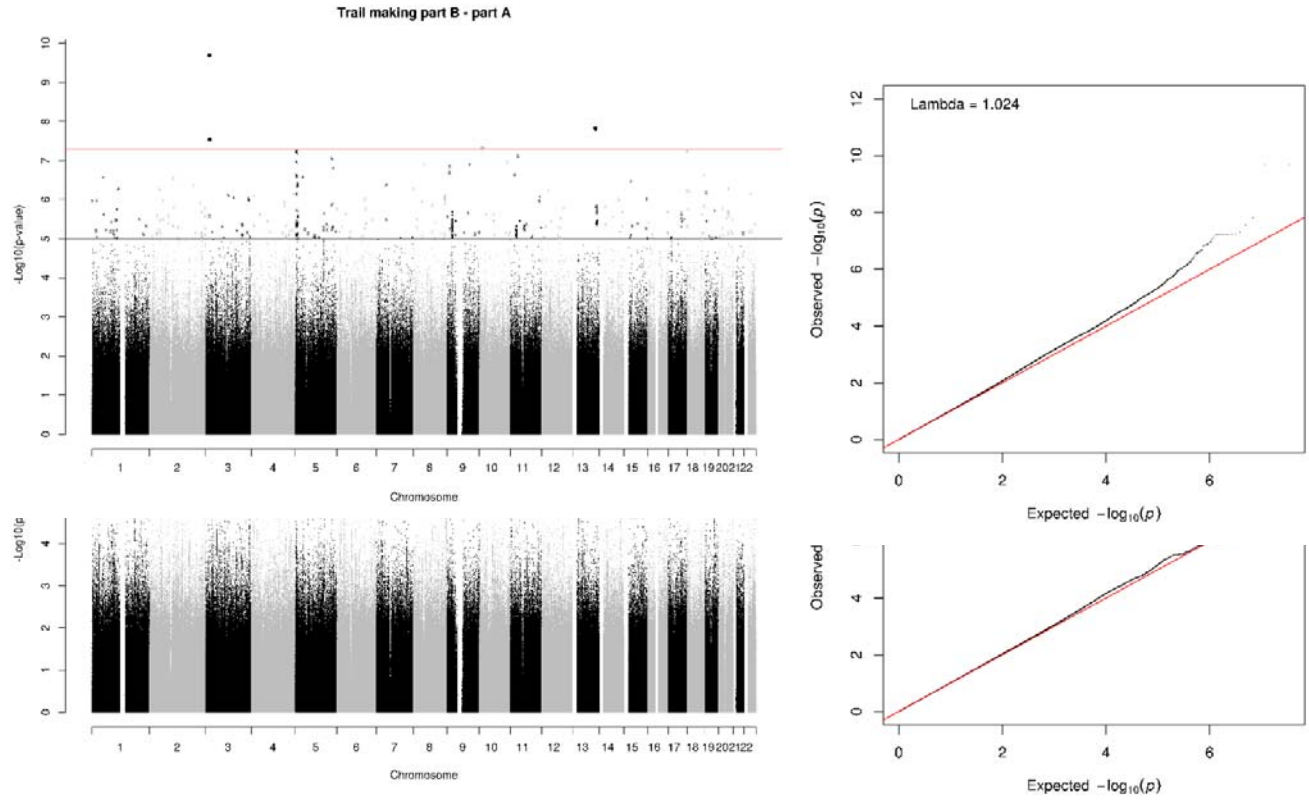 Trail making part B - part A
-Log10(p-value)
10
9
8
7
6
5
4
3
2
1
0
1 2 3 4 5 6 7 8 9 10 11 12 13 14 15 16 17 18 19 20 21 22
Chromosome
Lambda = 1.024
Observed −log10(p)
12
10
8
6
4
2
0
0 2 4 6
Expected −log10(p)
-Log10(p
4
3
2
1
0
1 2 3 4 5 6 7 8 9 10 11 12 13 14 15 16 17 18 19 20 21 22
Chromosome
Observed
4
2
0
0 2 4 6
Expected −log10(p)